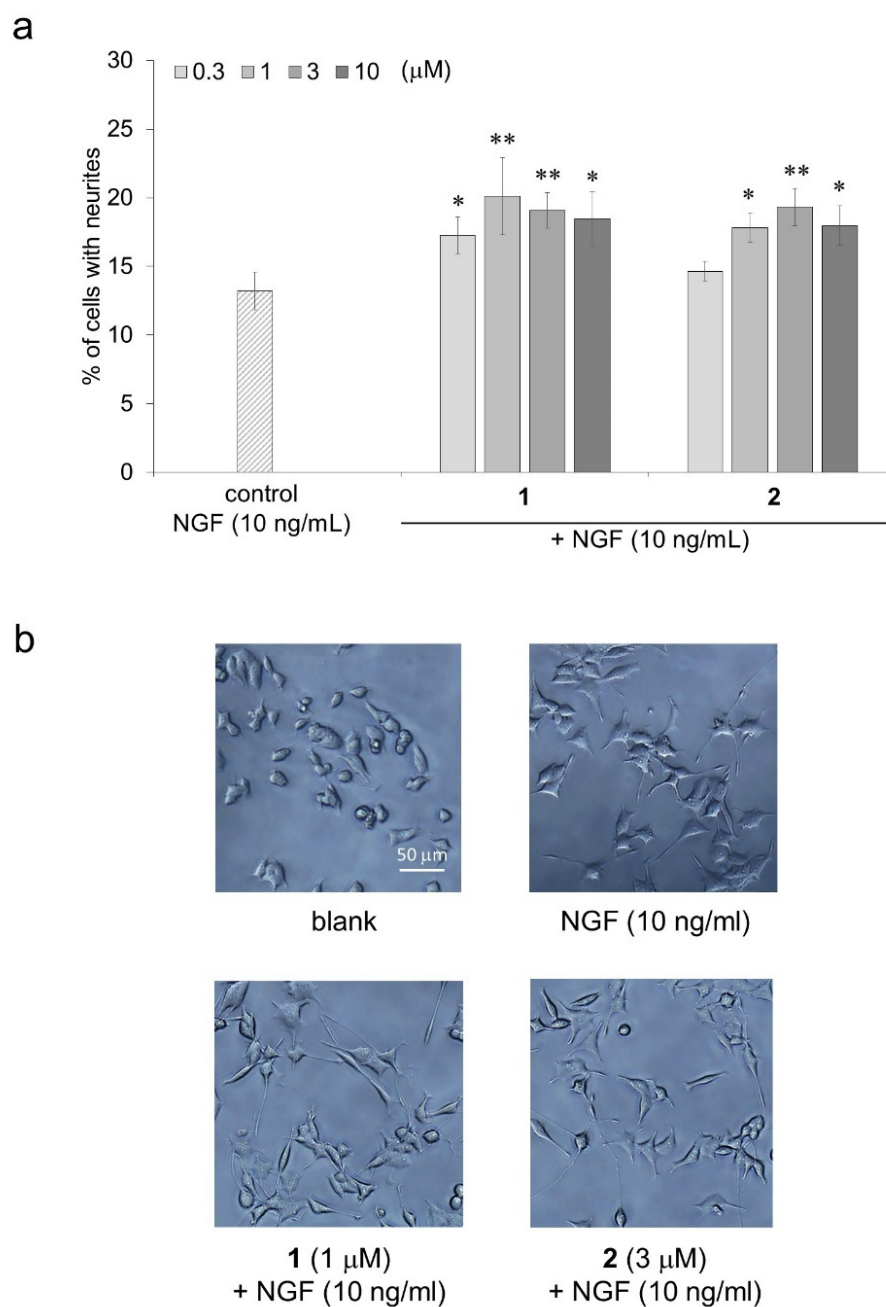 a
30
25
20
15
10
5
0
% of cells with neurites
0.3 1 3 10 (μM)
* ** ** * * ** *
control
NGF (10 ng/mL)
1 2
+ NGF (10 ng/mL)
b
50 μm
blank NGF (10 ng/ml)
1 (1 μM)
+ NGF (10 ng/ml)
2 (3 μM)
+ NGF (10 ng/ml)